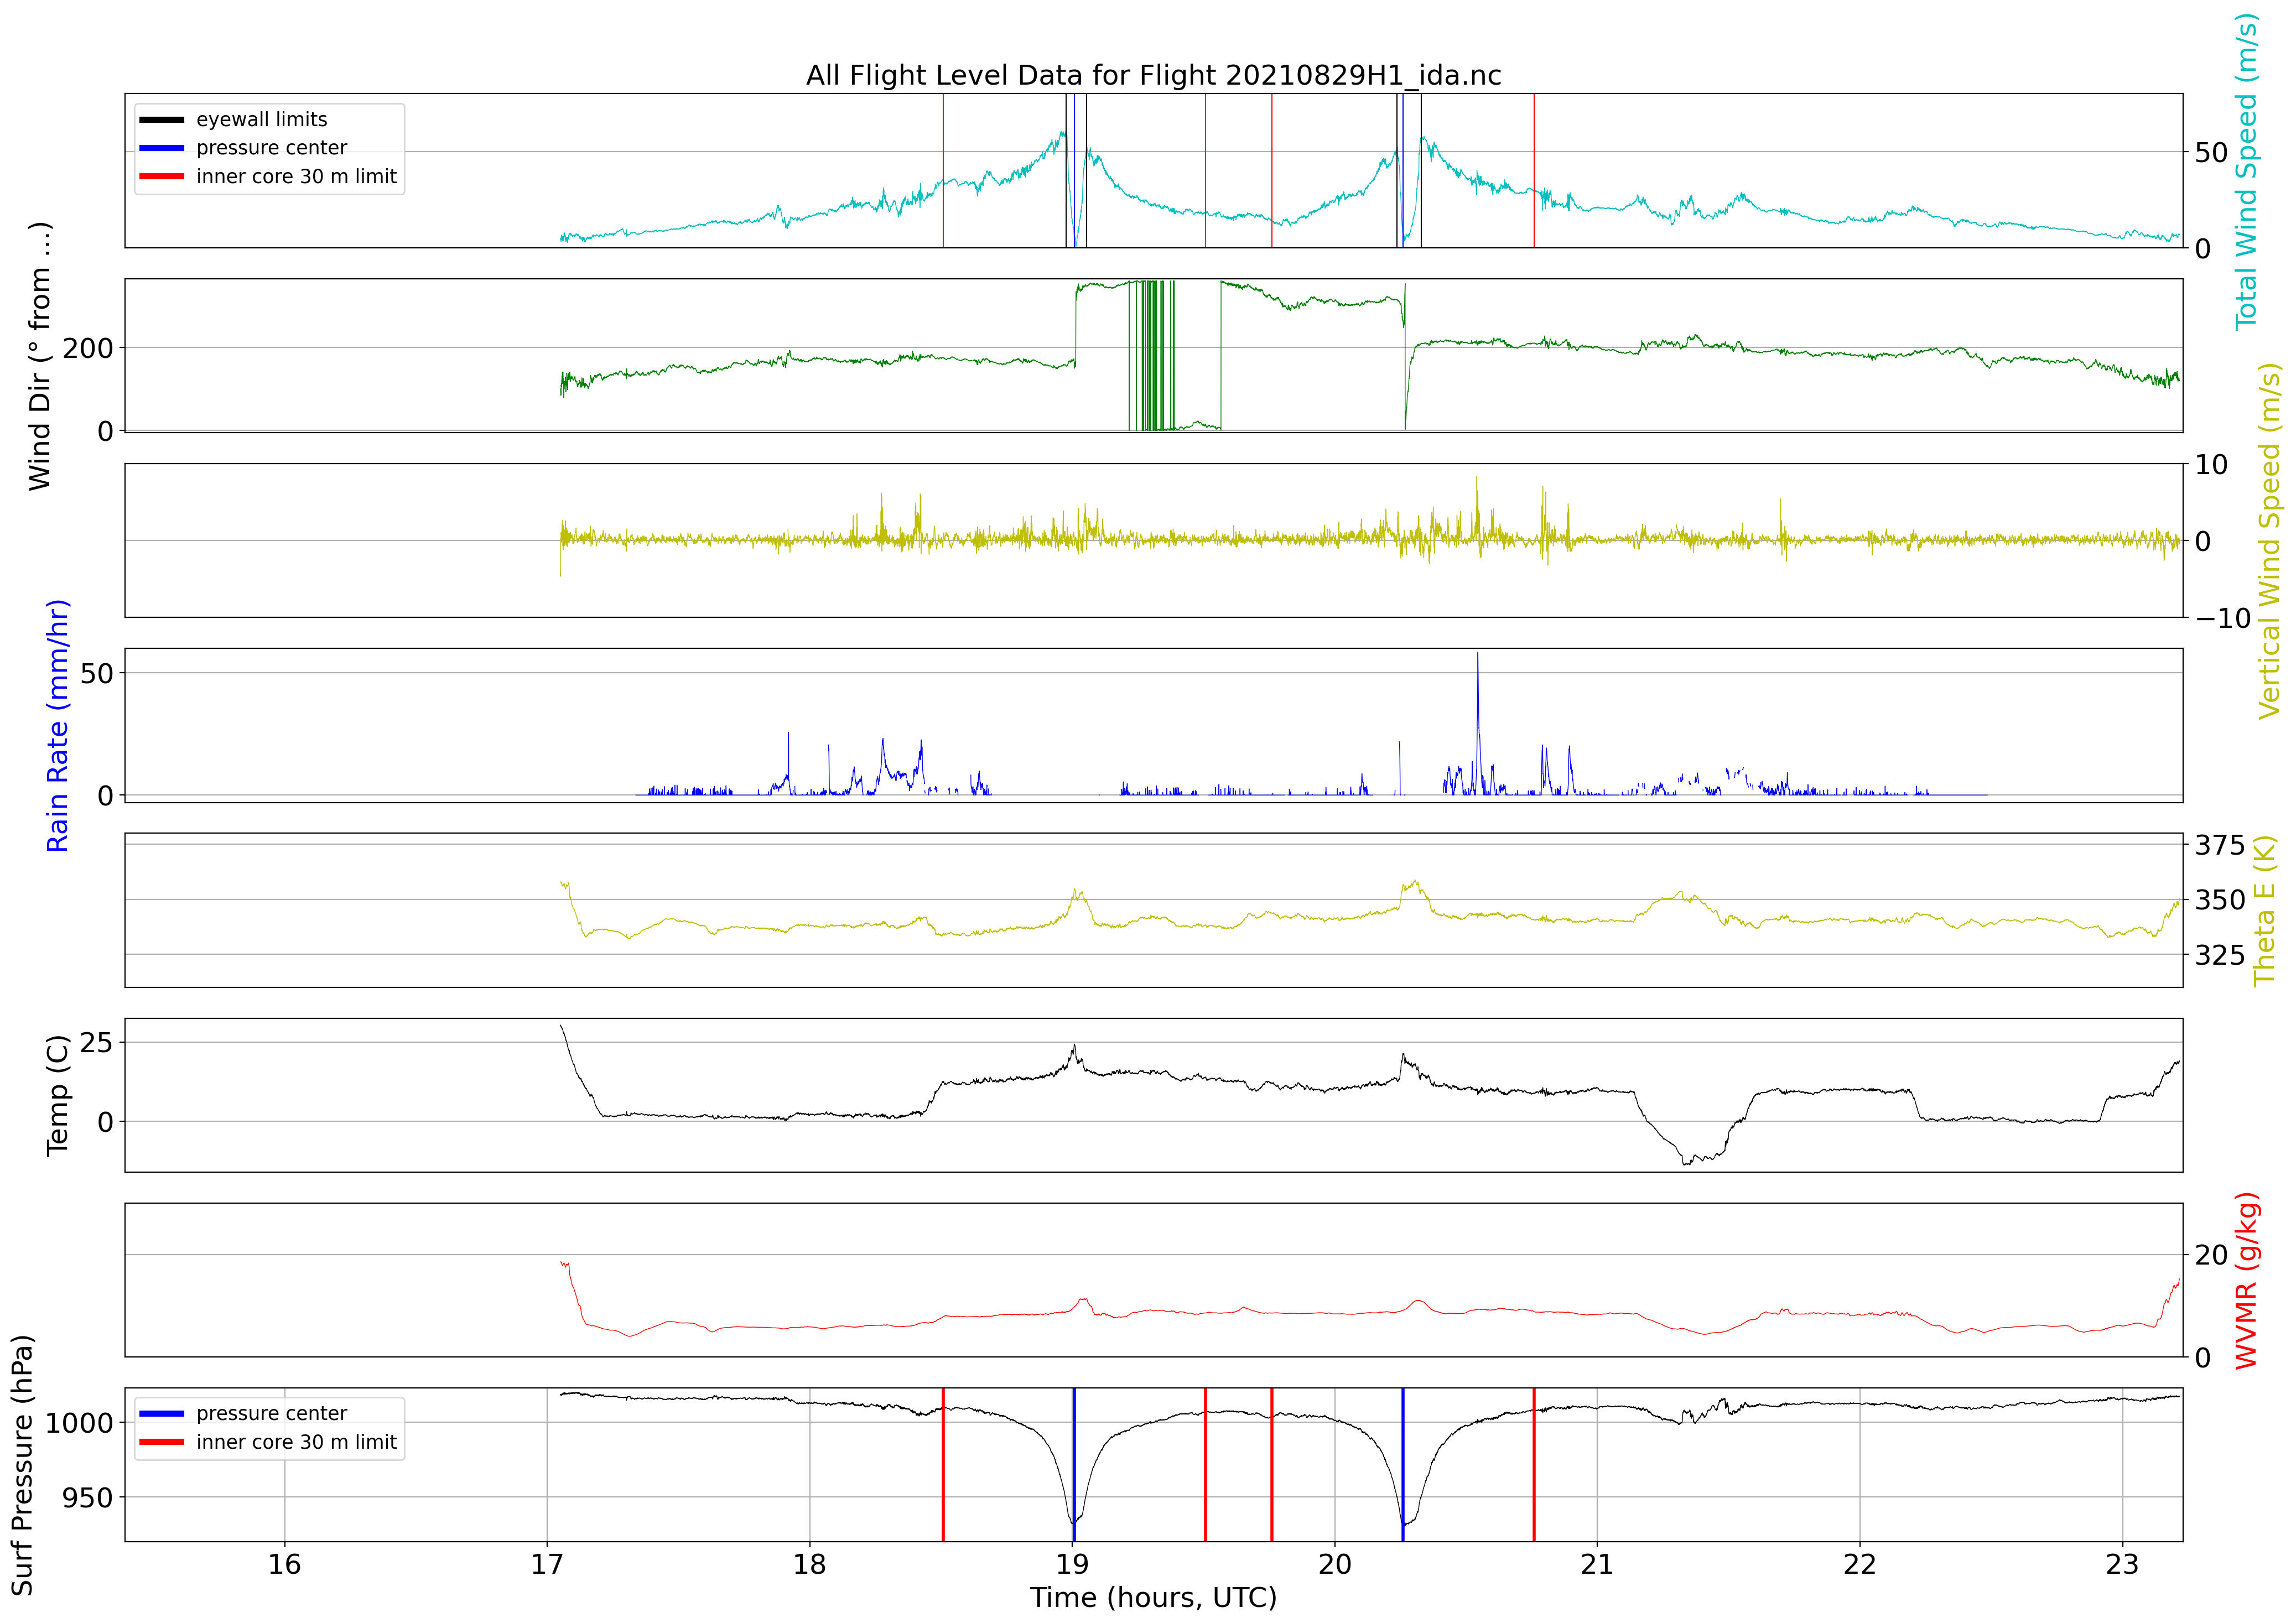 All Flight Level Data for Flight 20210829H1_ida.nc
eyewall limits
pressure center
inner core 30 m limit
50
0
Total Wind Speed (m/s)
Wind Dir (° from ...)
200
0
10
0
−10
Vertical Wind Speed (m/s)
Rain Rate (mm/hr)
50
0
375
350
325
Theta E (K)
Temp (C)
25
0
20
0
WVMR (g/kg)
Surf Pressure (hPa)
1000
950
pressure center
inner core 30 m limit
16 17 18 19 20 21 22 23
Time (hours, UTC)